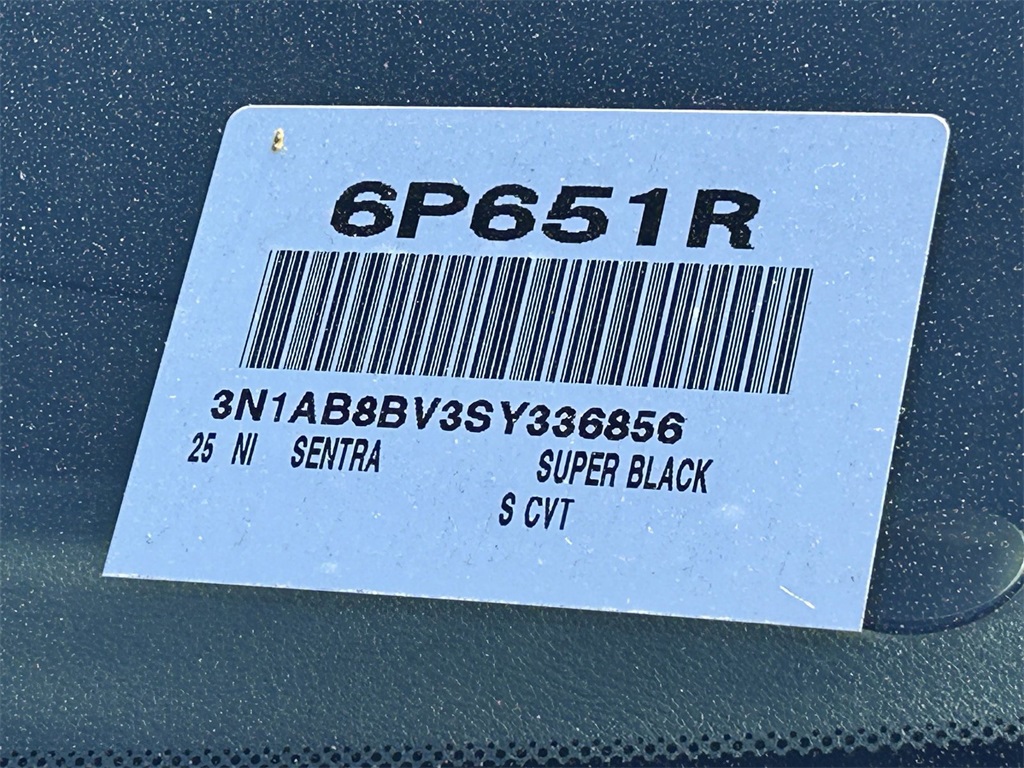 6P651R
3N1AB8BV3SY336856
25 NI SENTRA SUPER BLACK
S CVT